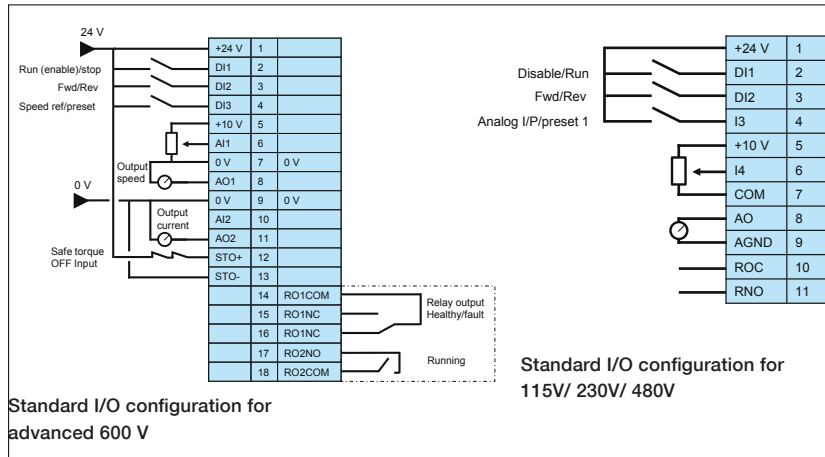 24 V
+24 V 1
Run (enable)/stop DI1 2
Fwd/Rev DI2 3
Speed ref/preset DI3 4
+10 V 5
AI1 6
0 V 7 0 V
Output speed AO1 8
0 V 0 V 9 0 V
AI2 10
Output current AO2 11
Safe torque OFF Input STO+ 12
STO- 13
14 RO1COM
15 RO1NC
16 RO1NC
Relay output
Healthy/fault
17 RO2NO
18 RO2COM
Running
Standard I/O configuration for
advanced 600 V
+24 V 1
Disable/Run DI1 2
Fwd/Rev DI2 3
Analog I/P/preset 1 I3 4
+10 V 5
I4 6
COM 7
AO 8
AGND 9
ROC 10
RNO 11
Standard I/O configuration for
115V/ 230V/ 480V